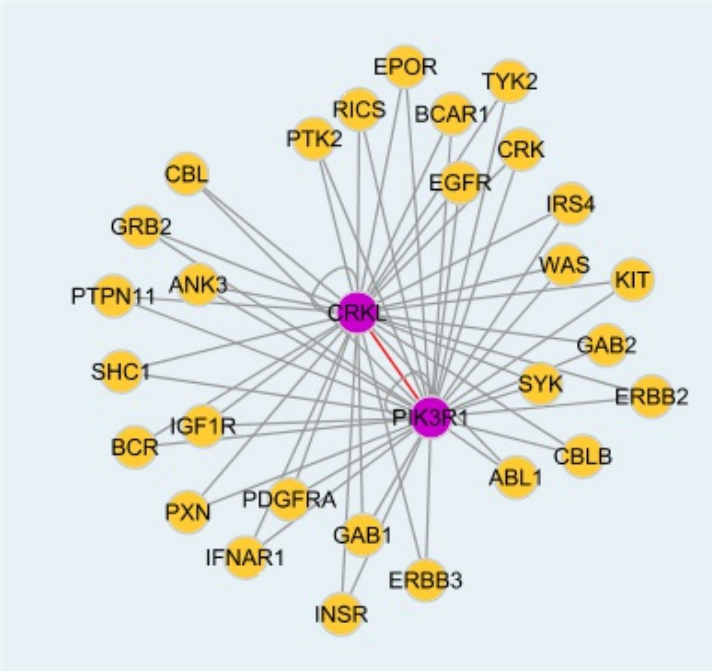 EPOR
TYK2
RICS
BCAR1
PTK2
CRK
CBL
EGFR
IRS4
GRB2
WAS
ANK3
KIT
PTPN11
CRKL
GAB2
SHC1
SYK
ERBB2
PIK3R1
IGF1R
BCR
CBLB
ABL1
PDGFRA
PXN
GAB1
IFNAR1
ERBB3
INSR